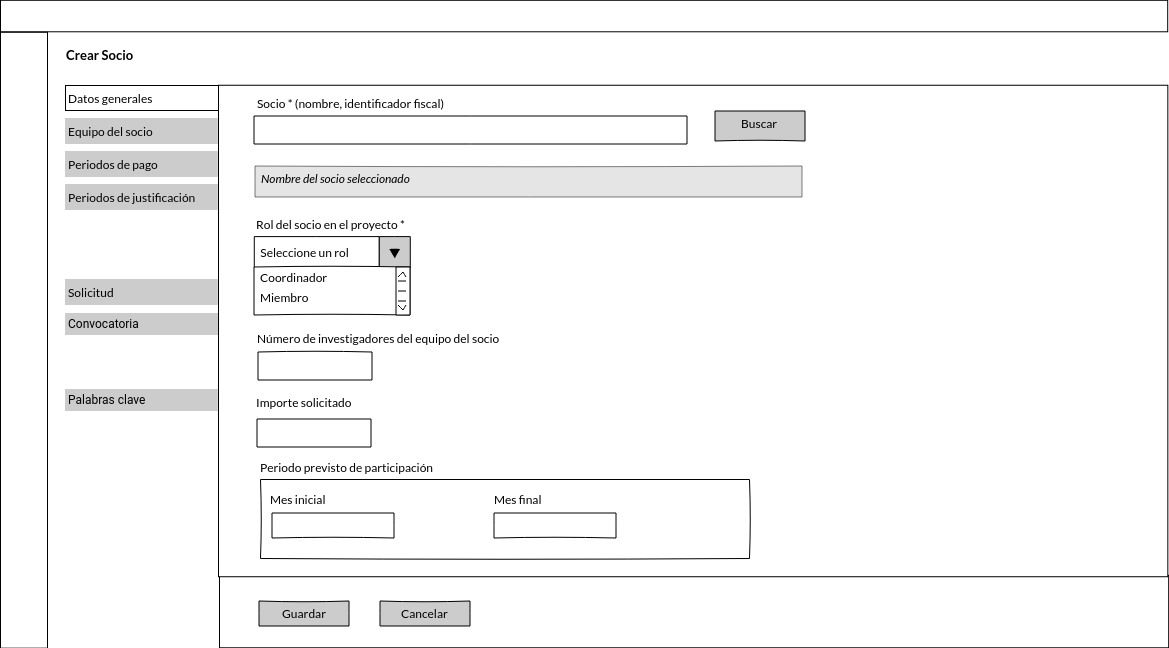 Crear Socio
Datos generales
Equipo del socio
Periodos de pago
Periodos de justificación
Solicitud
Convocatoria
Palabras clave
Socio * (nombre, identificador fiscal)
Buscar
Nombre del socio seleccionado
Rol del socio en el proyecto *
Seleccione un rol
Coordinador
Miembro
Número de investigadores del equipo del socio
Importe solicitado
Periodo previsto de participación
Mes inicial
Mes final
Guardar
Cancelar